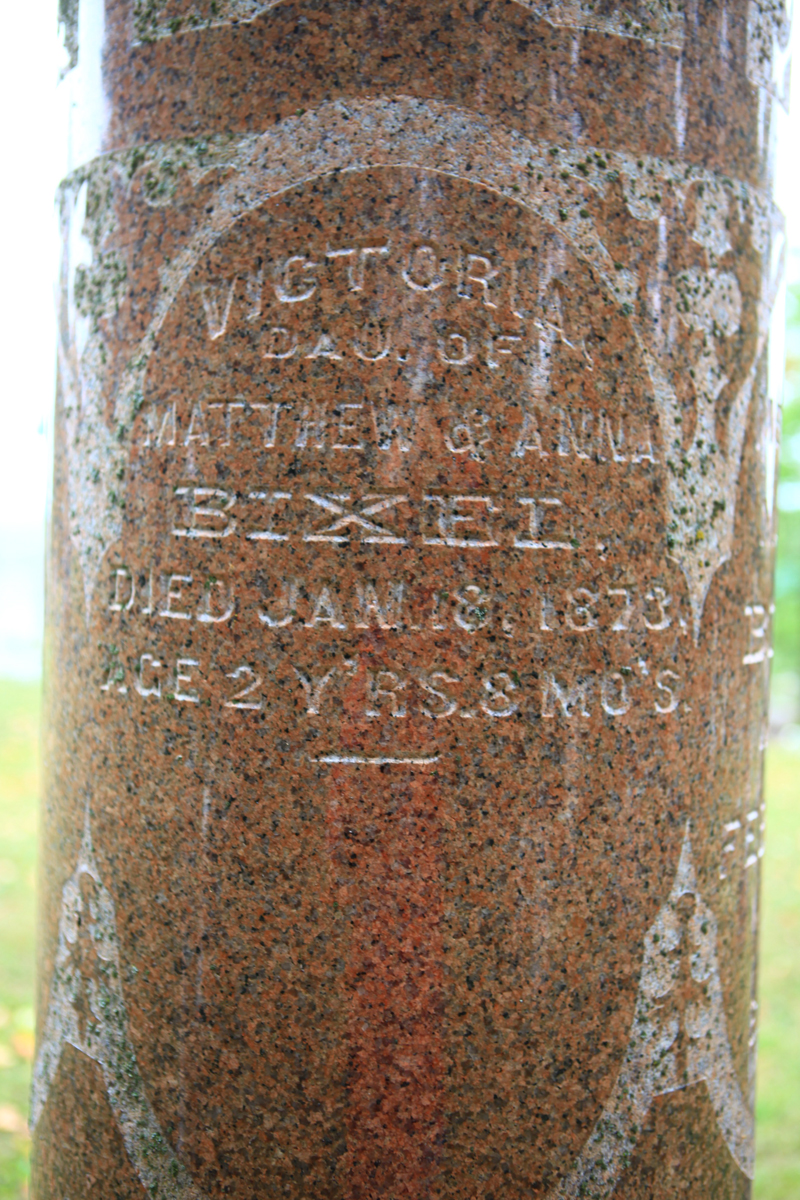 VICTORIA
DAU. OF
MATTHEW & ANNA
BIXEL.
DIED JAN. 18, 1873.
AGE 2 Y'RS. 8 MO'S.